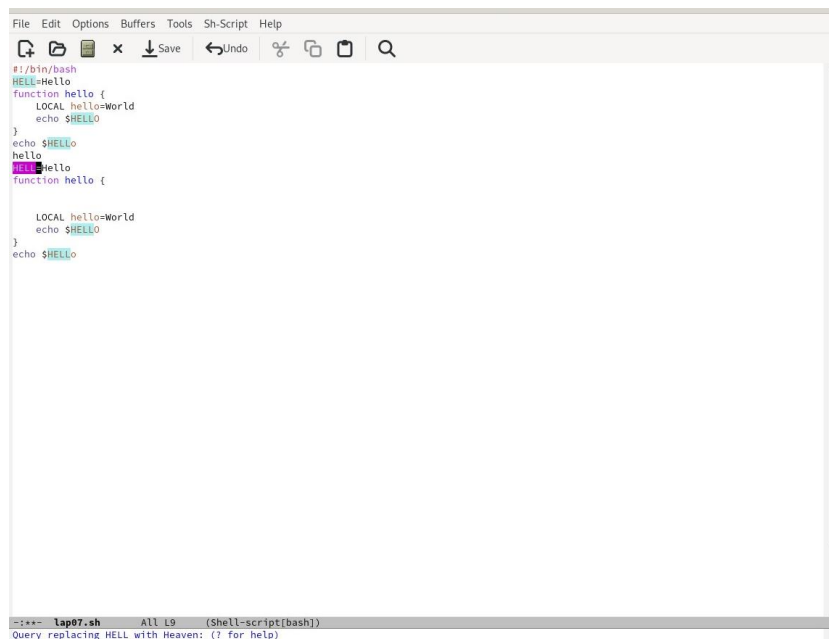 File Edit Options Buffers Tools Sh-Script Help
Save Undo
#!/bin/bash
HELL=Hello
function hello {
    LOCAL hello=World
    echo $HELLO
}
echo $HELLo
hello
HELL=Hello
function hello {
    LOCAL hello=World
    echo $HELLO
}
echo $HELLo
-:**- lap07.sh All L9 (Shell-script[bash])
Query replacing HELL with Heaven: (? for help)